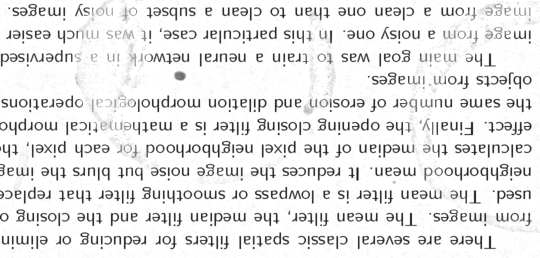 There are several classic spatial filters for reducing or elimin
from images. The mean filter, the median filter and the closing o
used. The mean filter is a lowpass or smoothing filter that replace
neighborhood mean. It reduces the image noise but blurs the imag
calculates the median of the pixel neighborhood for each pixel, th
effect. Finally, the opening closing filter is a mathematical morpho
the same number of erosion and dilation morphological operations
objects from images.
The main goal was to train a neural network in a supervised
image from a noisy one. In this particular case, it was much easier
image from a clean one than to clean a subset of noisy images.